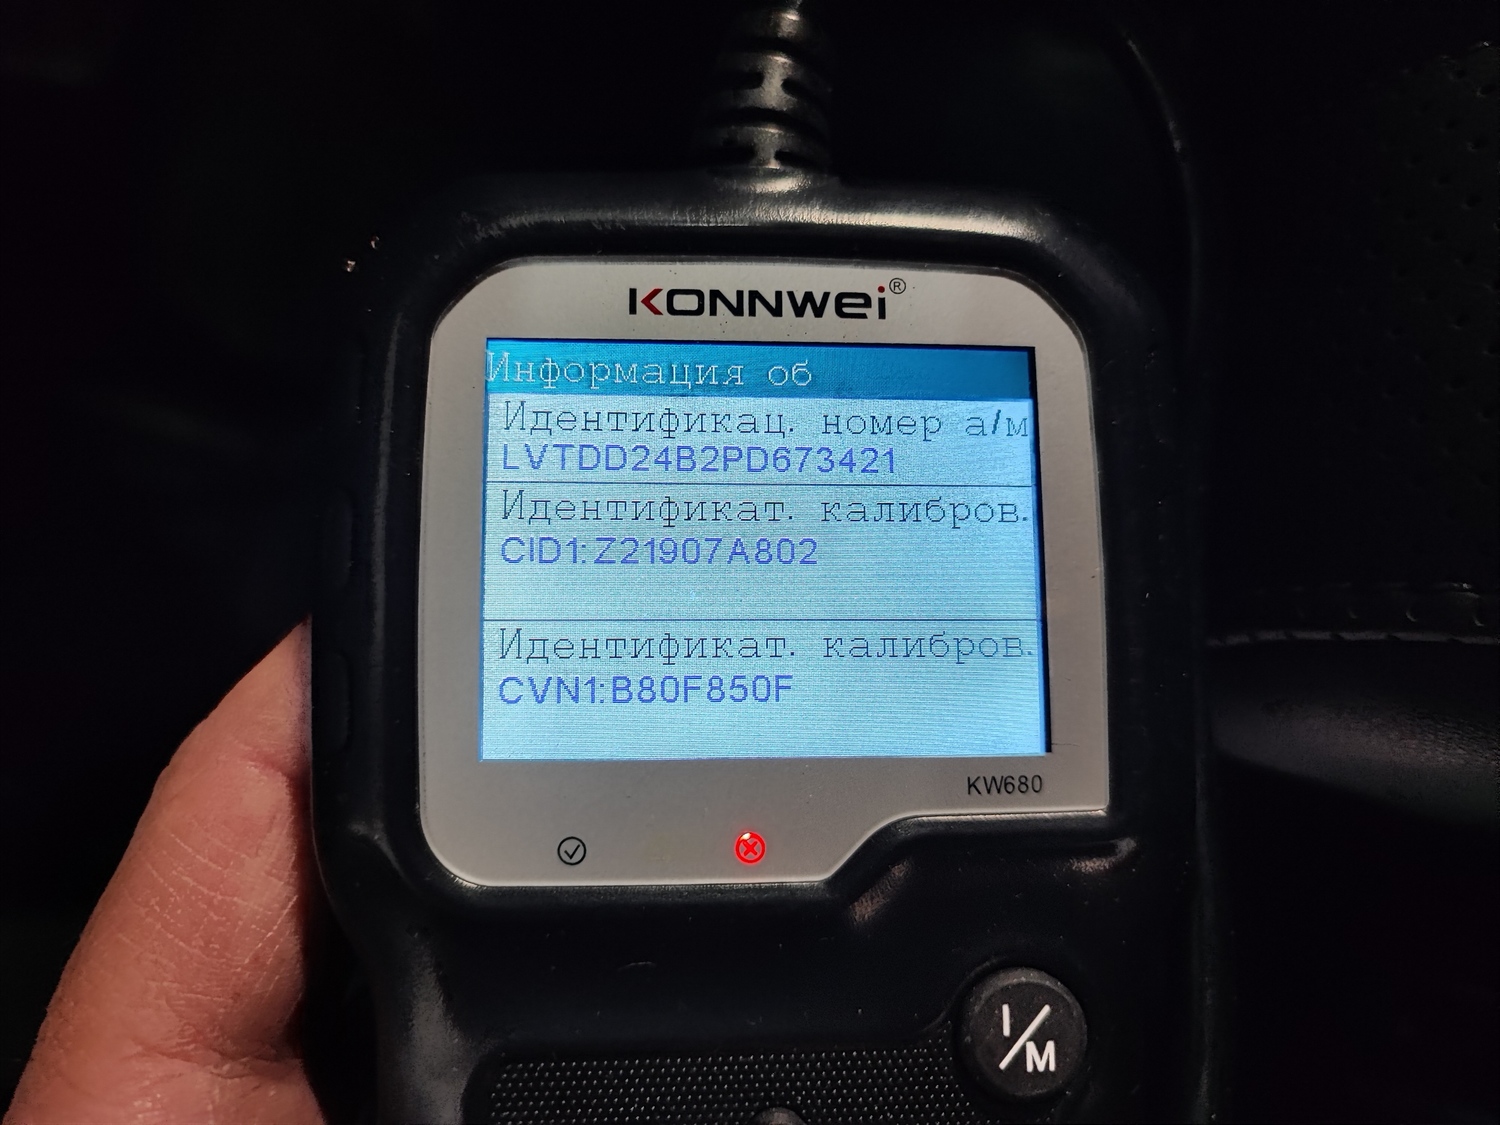 KONNWEI®
Информация об
Идентификац. номер а/м
LVTDD24B2PD673421
Идентификат. калибров.
CID1:Z21907A802
Идентификат. калибров.
CVN1:B80F850F
KW680
I/M